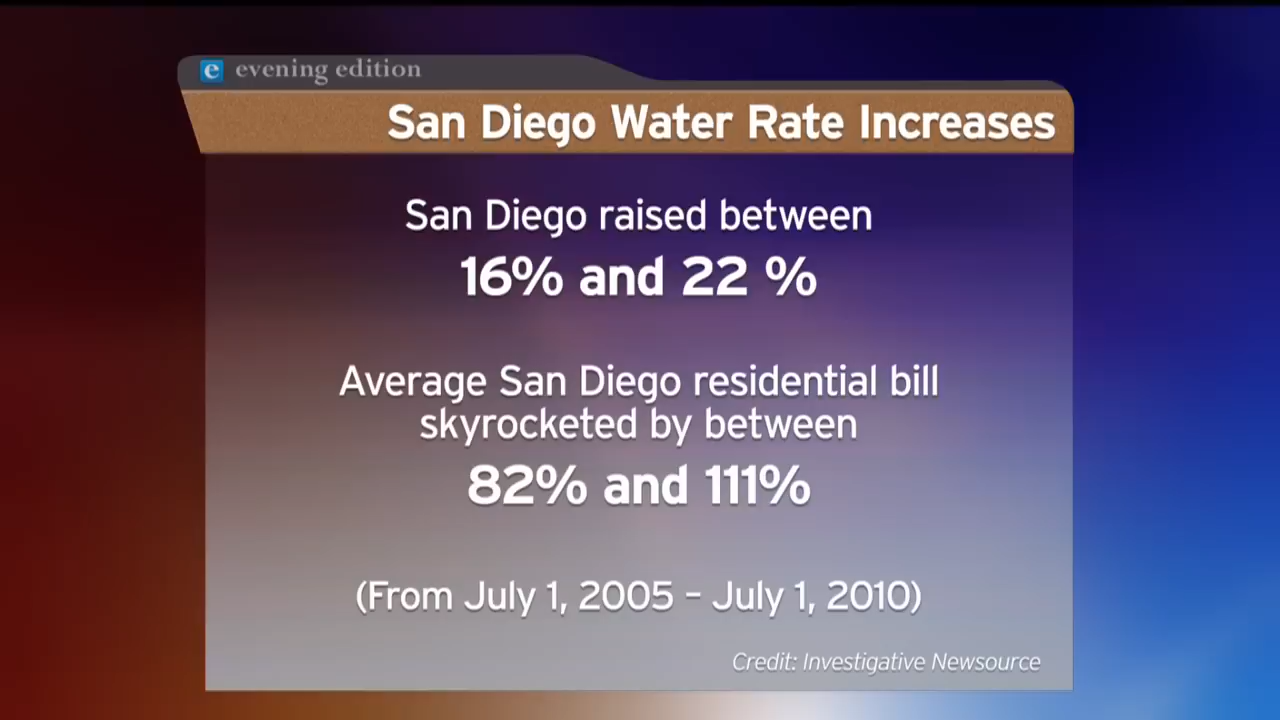 e evening edition
San Diego Water Rate Increases
San Diego raised between
16% and 22 %
Average San Diego residential bill
skyrocketed by between
82% and 111%
(From July 1, 2005 – July 1, 2010)
Credit: Investigative Newsource